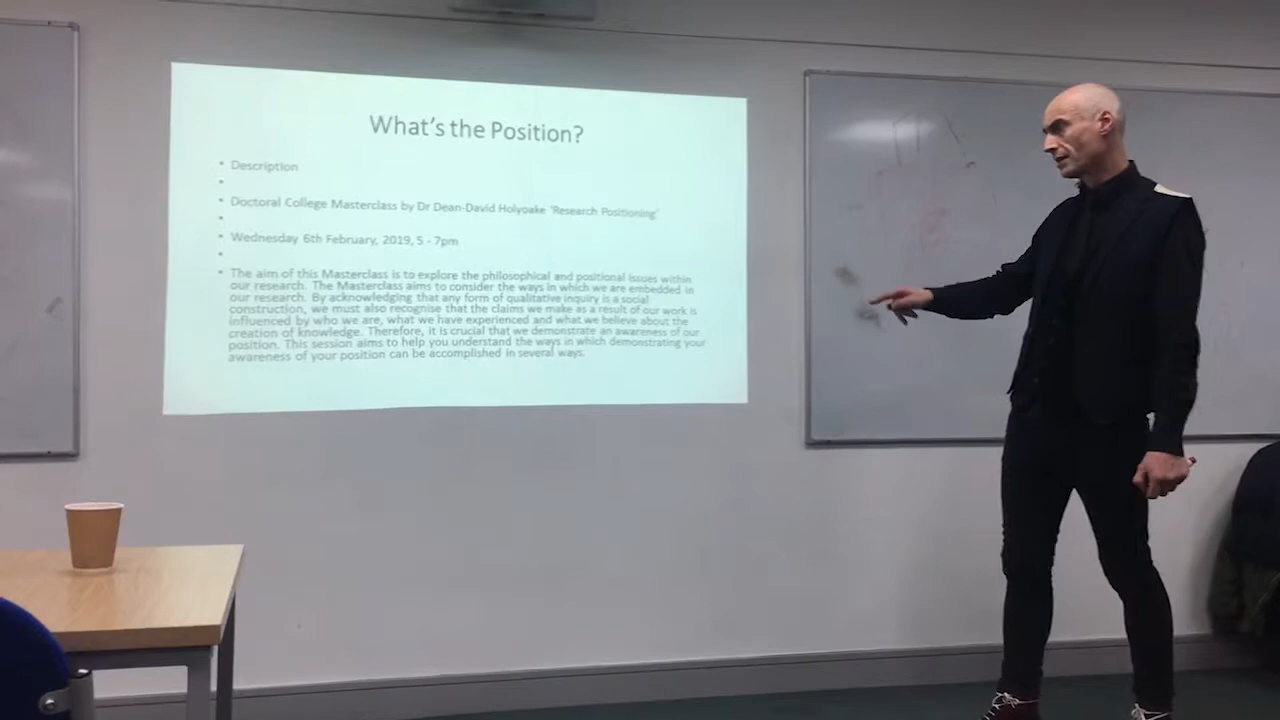 What's the Position?
• Description
•
• Doctoral College Masterclass by Dr Dean-David Holyoake 'Research Positioning'
•
• Wednesday 6th February, 2019, 5 - 7pm
•
• The aim of this Masterclass is to explore the philosophical and positional issues within
our research. The Masterclass aims to consider the ways in which we are embedded in
our research. By acknowledging that any form of qualitative inquiry is a social
construction, we must also recognise that the claims we make as a result of our work is
influenced by who we are, what we have experienced and what we believe about the
creation of knowledge. Therefore, it is crucial that we demonstrate an awareness of our
position. This session aims to help you understand the ways in which demonstrating your
awareness of your position can be accomplished in several ways.